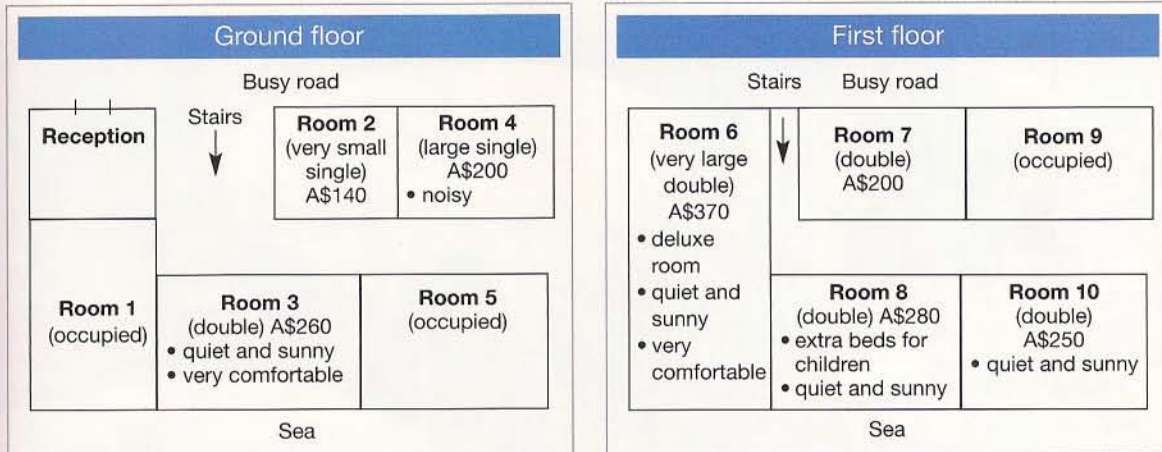 Ground floor
Busy road
Stairs
Reception
Room 2
(very small
single)
A$140
Room 4
(large single)
A$200
• noisy
Room 1
(occupied)
Room 3
(double) A$260
• quiet and sunny
• very comfortable
Room 5
(occupied)
Sea
First floor
Stairs
Busy road
Room 6
(very large
double)
A$370
• deluxe
room
• quiet and
sunny
• very
comfortable
Room 7
(double)
A$200
Room 9
(occupied)
Room 8
(double) A$280
• extra beds for
children
• quiet and sunny
Room 10
(double)
A$250
• quiet and sunny
Sea